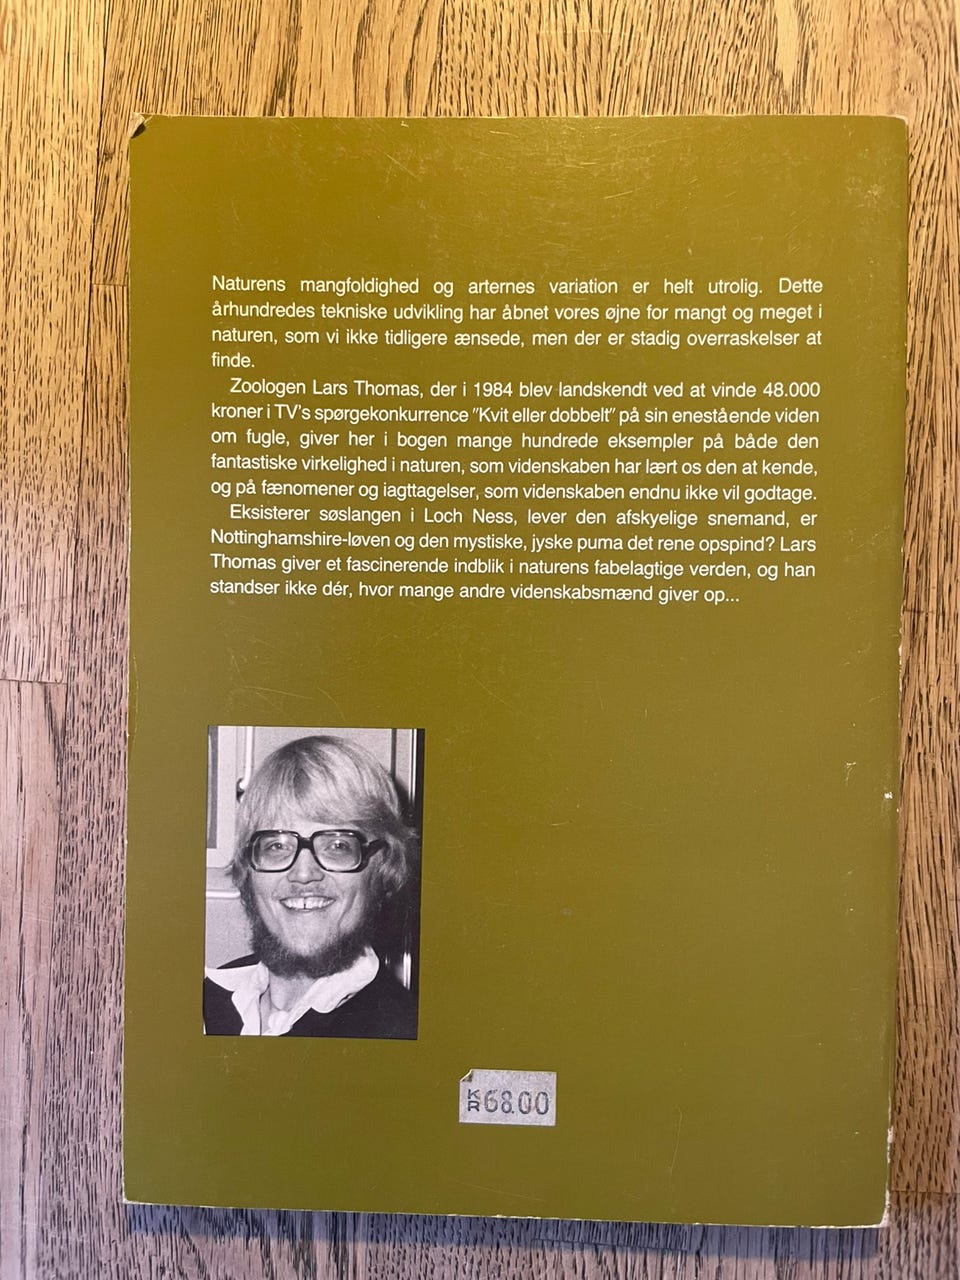 Naturens mangfoldighed og arternes variation er helt utrolig. Dette
århundredes tekniske udvikling har åbnet vores øjne for mangt og meget i
naturen, som vi ikke tidligere ænsede, men der er stadig overraskelser at
finde.
Zoologen Lars Thomas, der i 1984 blev landskendt ved at vinde 48.000
kroner i TV's spørgekonkurrence "Kvit eller dobbelt" på sin enestående viden
om fugle, giver her i bogen mange hundrede eksempler på både den
fantastiske virkelighed i naturen, som videnskaben har lært os den at kende,
og på fænomener og iagttagelser, som videnskaben endnu ikke vil godtage.
Eksisterer søslangen i Loch Ness, lever den afskyelige snemand, er
Nottinghamshire-løven og den mystiske, jyske puma det rene opspind? Lars
Thomas giver et fascinerende indblik i naturens fabelagtige verden, og han
standser ikke dér, hvor mange andre videnskabsmænd giver op...
KR 68.00